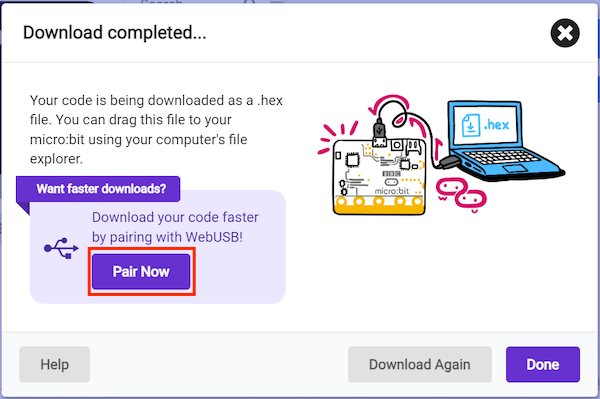 Search
Download completed...
Your code is being downloaded as a .hex
file. You can drag this file to your
micro:bit using your computer's file
explorer.
Want faster downloads?
Download your code faster
by pairing with WebUSB!
Pair Now
.hex
BBC
micro:bit
Help
Download Again
Done